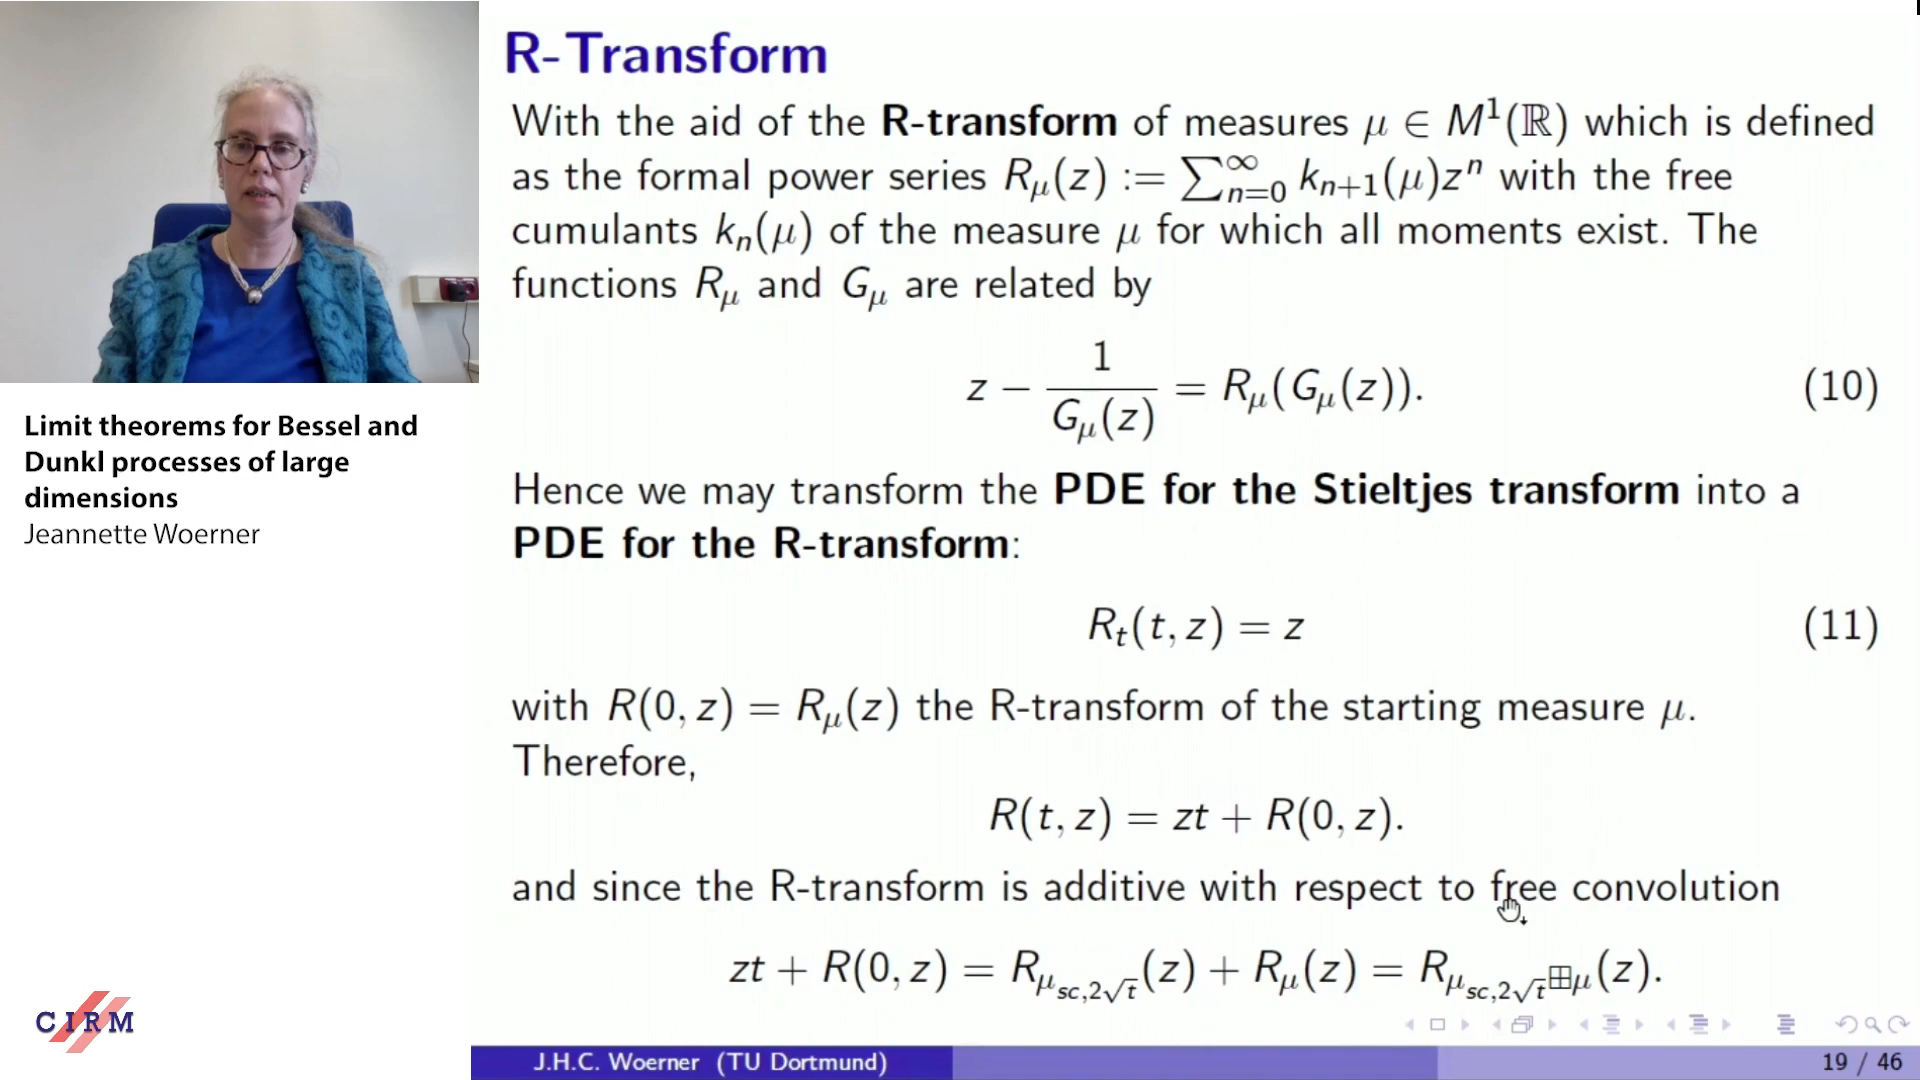 R-Transform
With the aid of the R-transform of measures μ ∈ M¹(ℝ) which is defined
as the formal power series R_μ(z) := ∑_{n=0}^{∞} k_{n+1}(μ)zⁿ with the free
cumulants k_n(μ) of the measure μ for which all moments exist. The
functions R_μ and G_μ are related by
z − 1/G_μ(z) = R_μ(G_μ(z)). (10)
Hence we may transform the PDE for the Stieltjes transform into a
PDE for the R-transform:
R_t(t, z) = z (11)
with R(0, z) = R_μ(z) the R-transform of the starting measure μ.
Therefore,
R(t, z) = zt + R(0, z).
and since the R-transform is additive with respect to free convolution
zt + R(0, z) = R_{μ_{sc,2√t}}(z) + R_μ(z) = R_{μ_{sc,2√t}⊞μ}(z).
J.H.C. Woerner (TU Dortmund)
19 / 46
Limit theorems for Bessel and
Dunkl processes of large
dimensions
Jeannette Woerner
CIRM